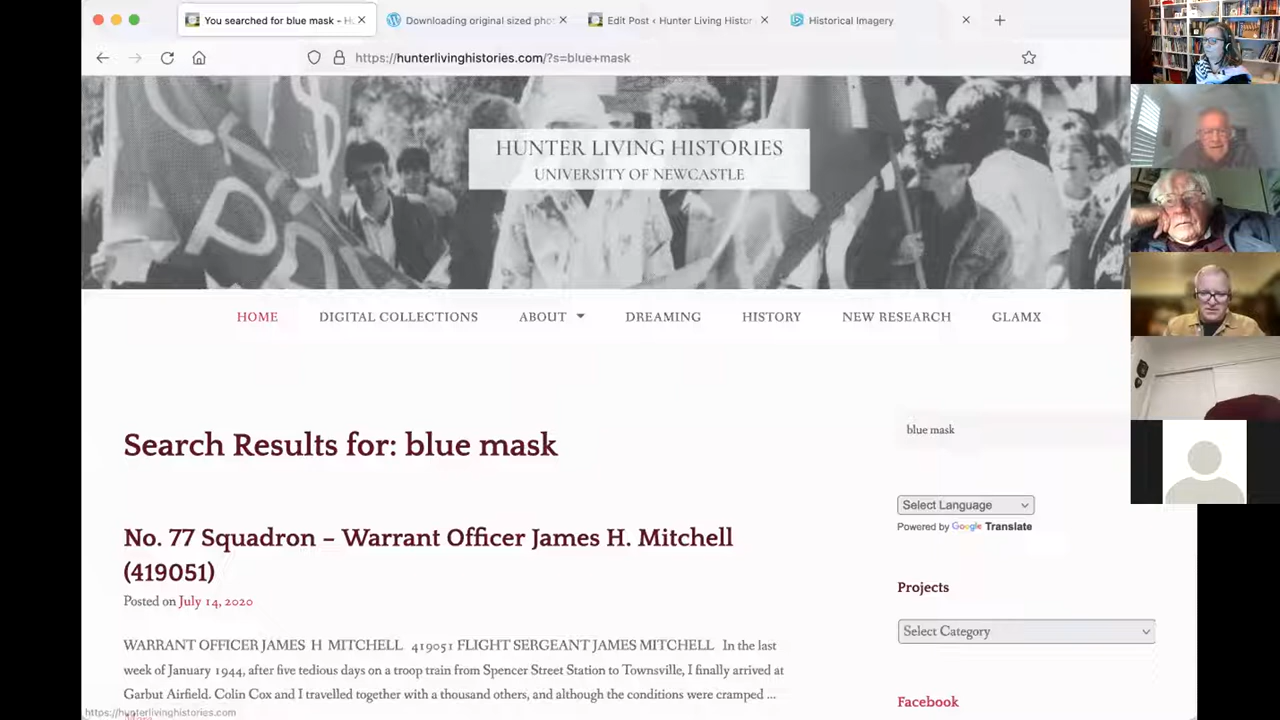 You searched for blue mask - H
Downloading original sized pho
Edit Post ‹ Hunter Living Histor
Historical Imagery
https://hunterlivinghistories.com/?s=blue+mask
HUNTER LIVING HISTORIES
UNIVERSITY OF NEWCASTLE
HOME DIGITAL COLLECTIONS ABOUT DREAMING HISTORY NEW RESEARCH GLAMX
Search Results for: blue mask
blue mask
Select Language
Powered by Google Translate
No. 77 Squadron – Warrant Officer James H. Mitchell
(419051)
Posted on July 14, 2020
Projects
Select Category
WARRANT OFFICER JAMES H MITCHELL 419051 FLIGHT SERGEANT JAMES MITCHELL In the last
week of January 1944, after five tedious days on a troop train from Spencer Street Station to Townsville, I finally arrived at
Garbut Airfield. Colin Cox and I travelled together with a thousand others, and although the conditions were cramped ...
Facebook
https://hunterlivinghistories.com